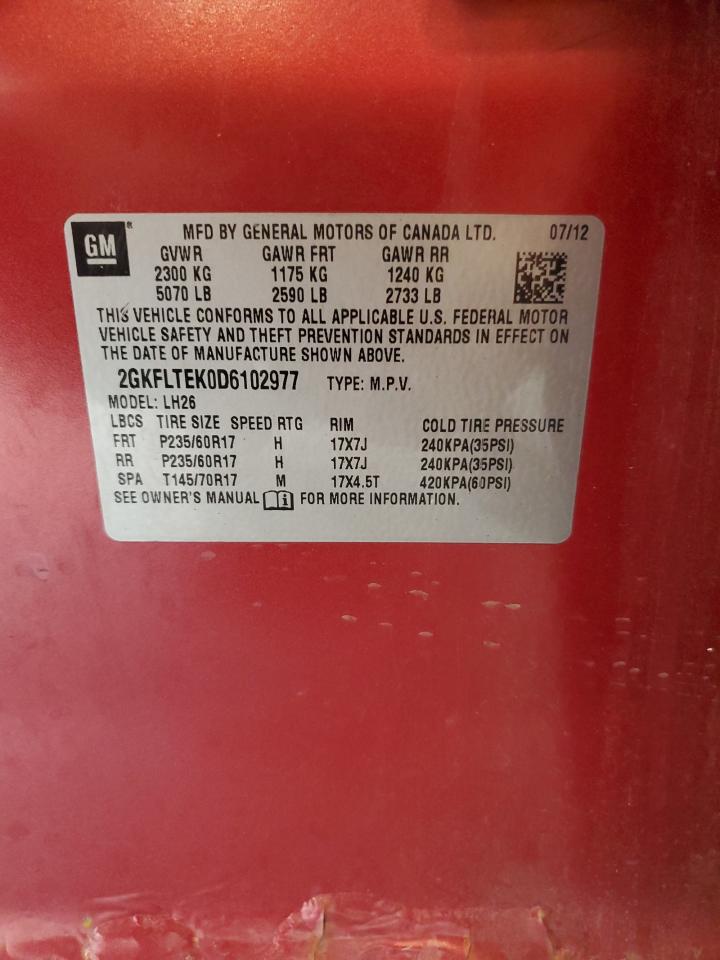 GM ® MFD BY GENERAL MOTORS OF CANADA LTD. 07/12
GVWR GAWR FRT GAWR RR
2300 KG 1175 KG 1240 KG
5070 LB 2590 LB 2733 LB
THIS VEHICLE CONFORMS TO ALL APPLICABLE U.S. FEDERAL MOTOR
VEHICLE SAFETY AND THEFT PREVENTION STANDARDS IN EFFECT ON
THE DATE OF MANUFACTURE SHOWN ABOVE.
2GKFLTEK0D6102977 TYPE: M.P.V.
MODEL: LH26
LBCS TIRE SIZE SPEED RTG RIM COLD TIRE PRESSURE
FRT P235/60R17 H 17X7J 240KPA(35PSI)
RR P235/60R17 H 17X7J 240KPA(35PSI)
SPA T145/70R17 M 17X4.5T 420KPA(60PSI)
SEE OWNER'S MANUAL FOR MORE INFORMATION.